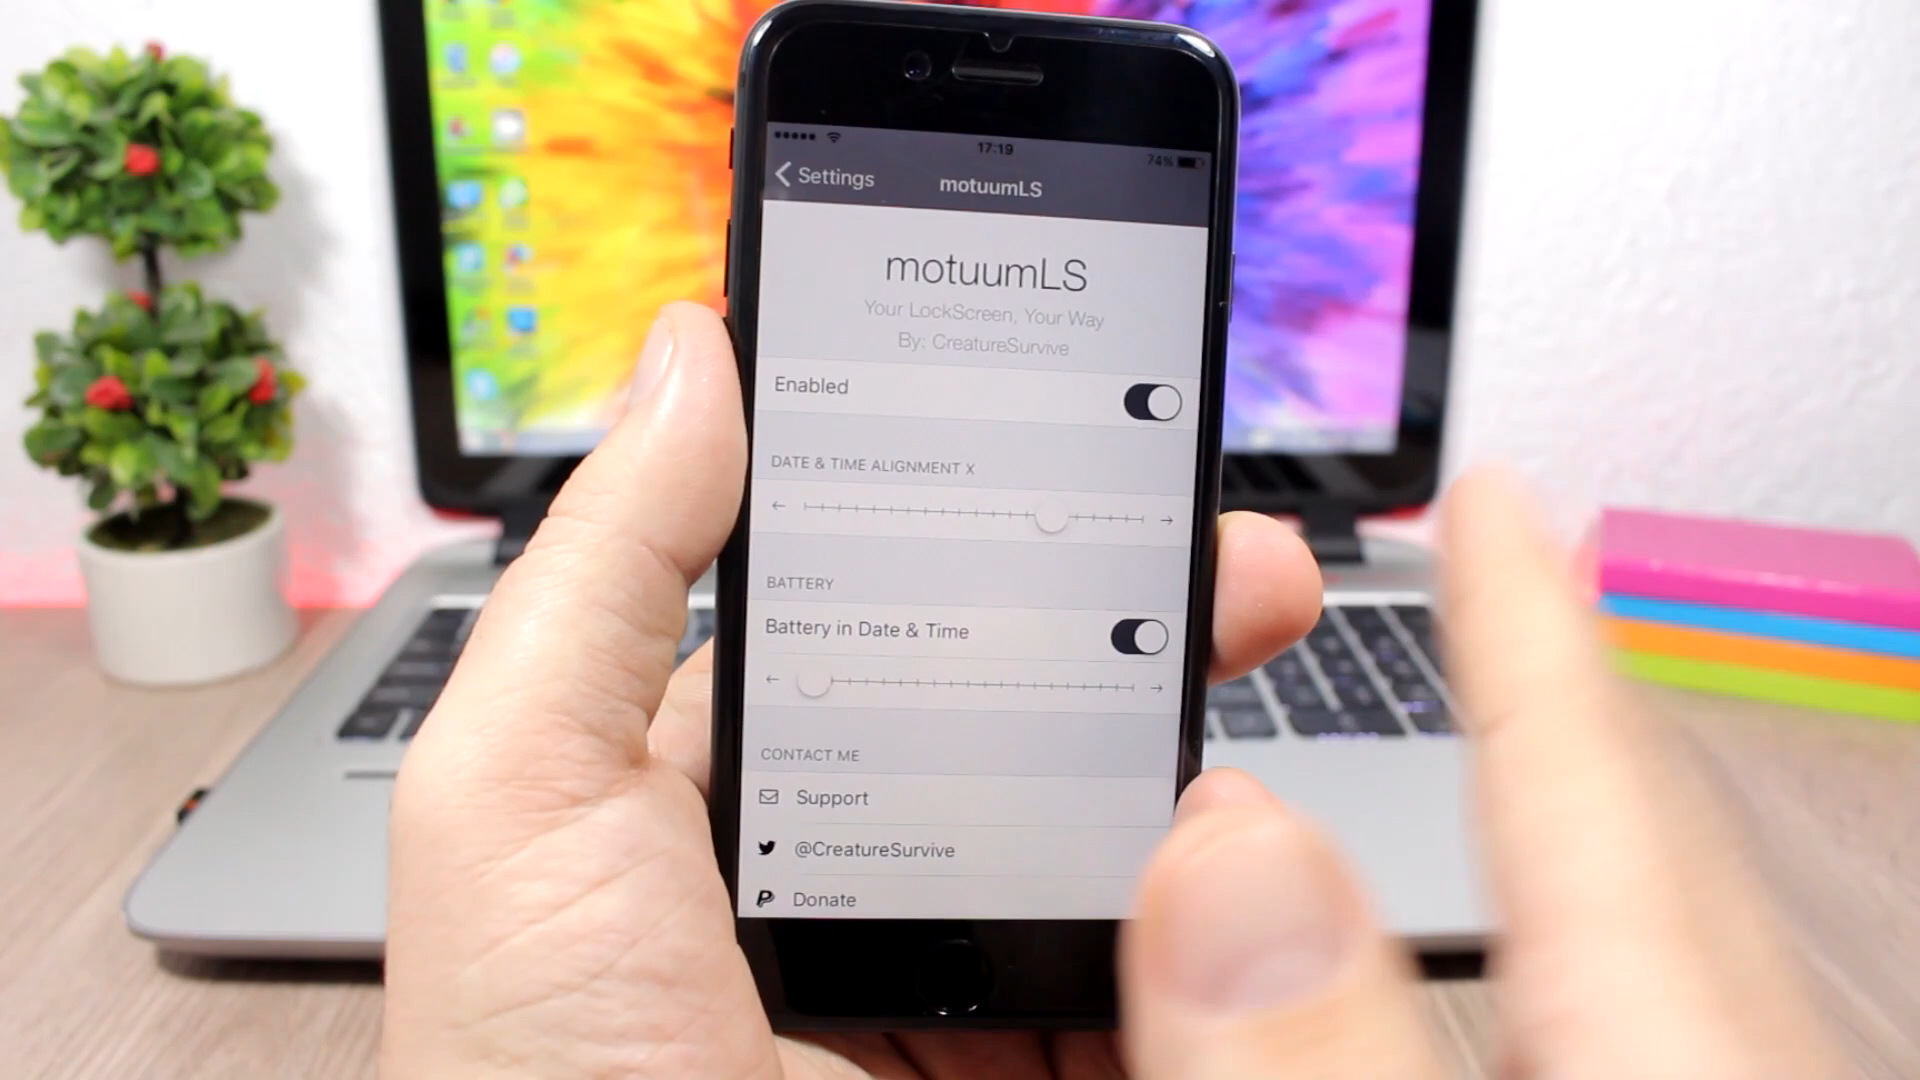 17:19
74%
Settings
motuumLS
motuumLS
Your LockScreen, Your Way
By: CreatureSurvive
Enabled
DATE & TIME ALIGNMENT X
BATTERY
Battery in Date & Time
CONTACT ME
Support
@CreatureSurvive
Donate